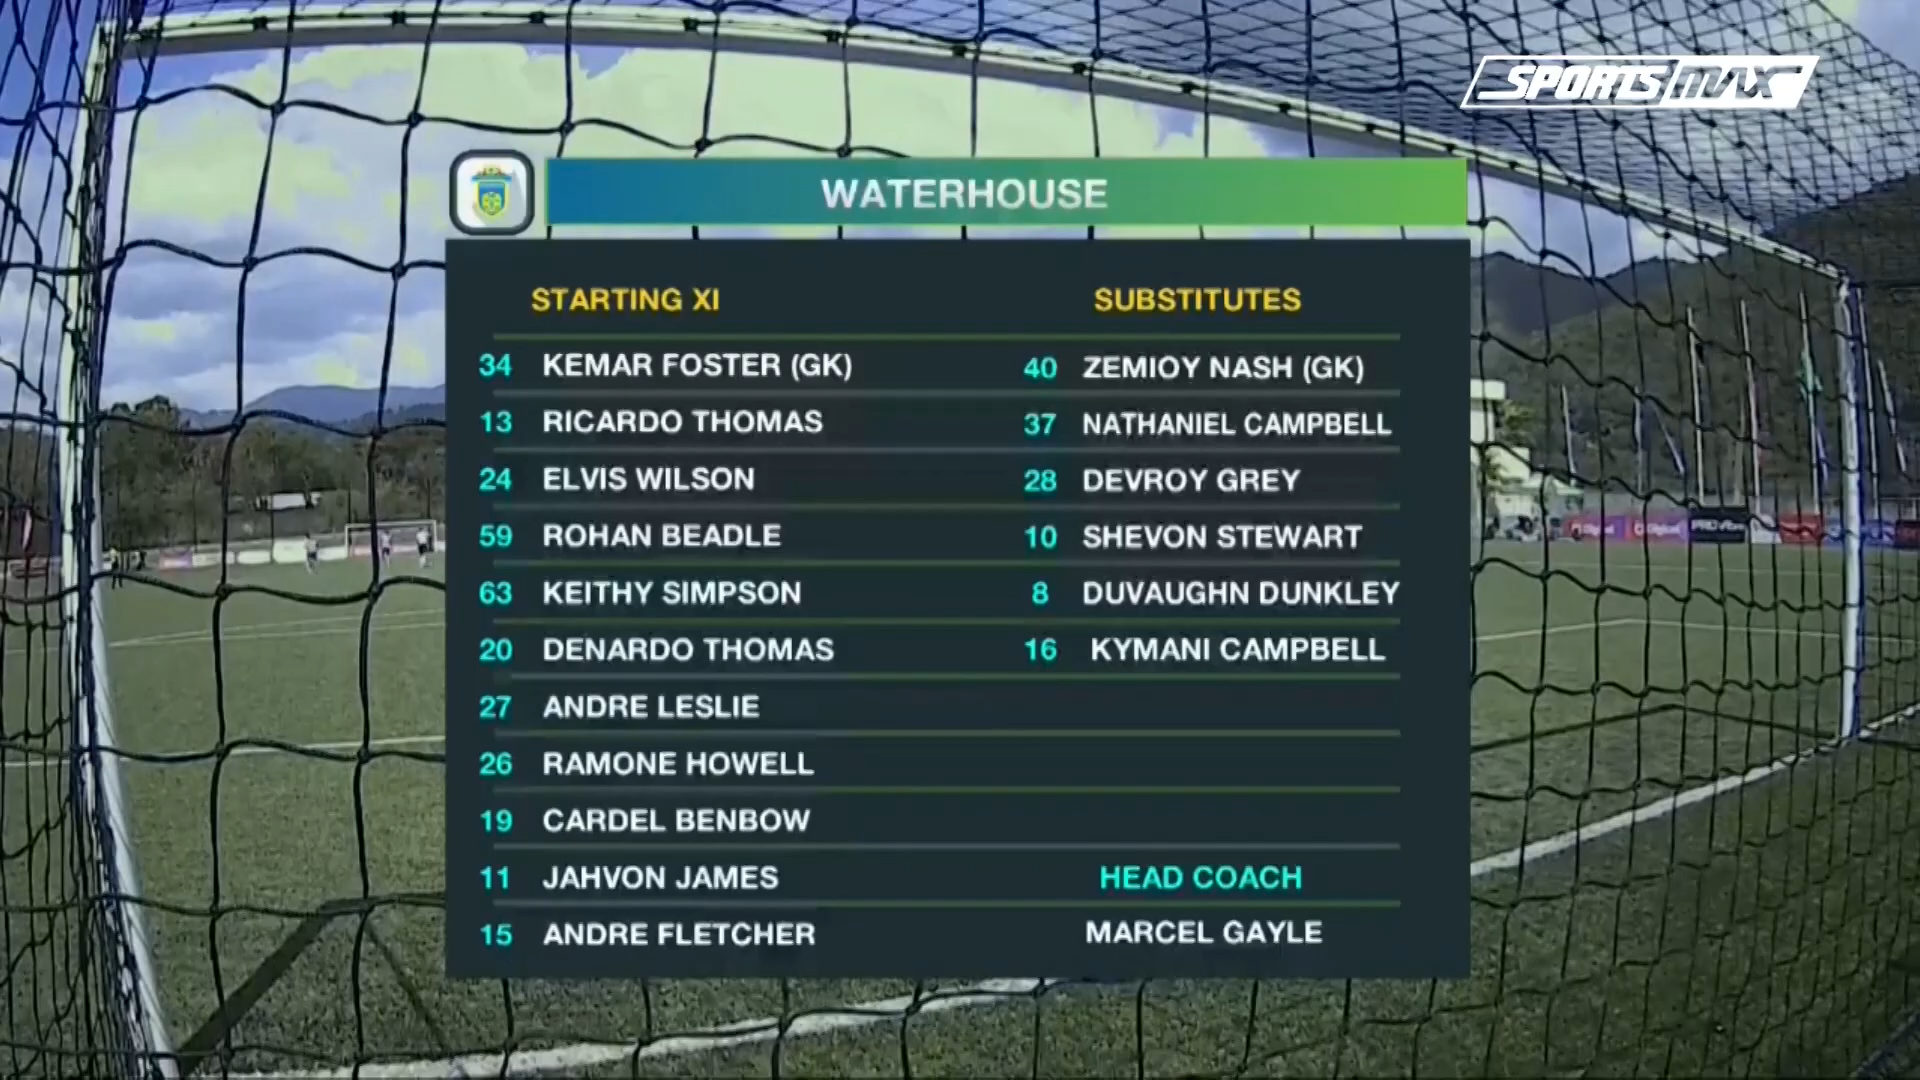 SPORTSMAX
WATERHOUSE
STARTING XI
34 KEMAR FOSTER (GK)
13 RICARDO THOMAS
24 ELVIS WILSON
59 ROHAN BEADLE
63 KEITHY SIMPSON
20 DENARDO THOMAS
27 ANDRE LESLIE
26 RAMONE HOWELL
19 CARDEL BENBOW
11 JAHVON JAMES
15 ANDRE FLETCHER
SUBSTITUTES
40 ZEMIOY NASH (GK)
37 NATHANIEL CAMPBELL
28 DEVROY GREY
10 SHEVON STEWART
8 DUVAUGHN DUNKLEY
16 KYMANI CAMPBELL
HEAD COACH
MARCEL GAYLE